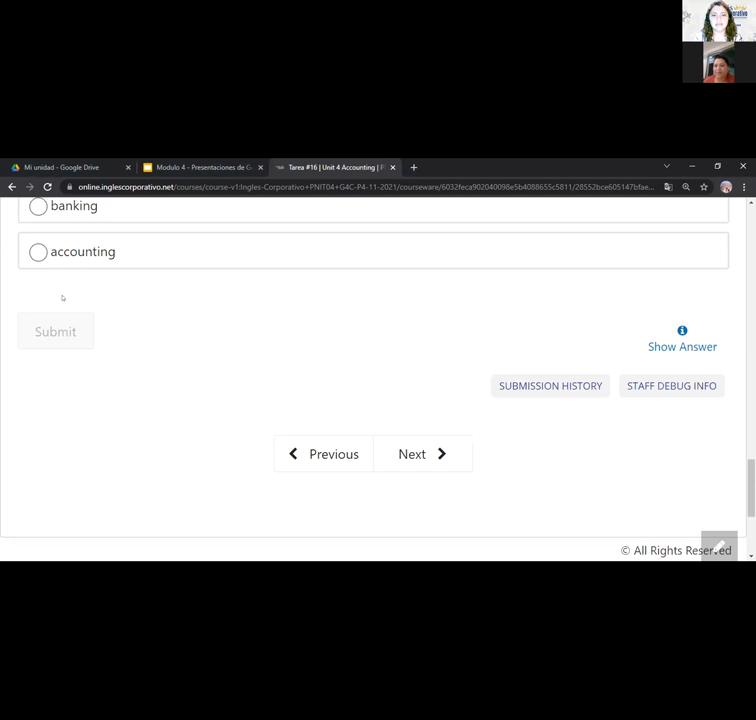 Mi unidad - Google Drive
Modulo 4 - Presentaciones de G
Tarea #16 | Unit 4 Accounting | P
online.inglescorporativo.net/courses/course-v1:Ingles-Corporativo+PNIT04+G4C-P4-11-2021/courseware/6032feca902040098e5b4088655c5811/28552bce605147bfae...
banking
accounting
Submit
Show Answer
SUBMISSION HISTORY
STAFF DEBUG INFO
Previous
Next
© All Rights Reserved